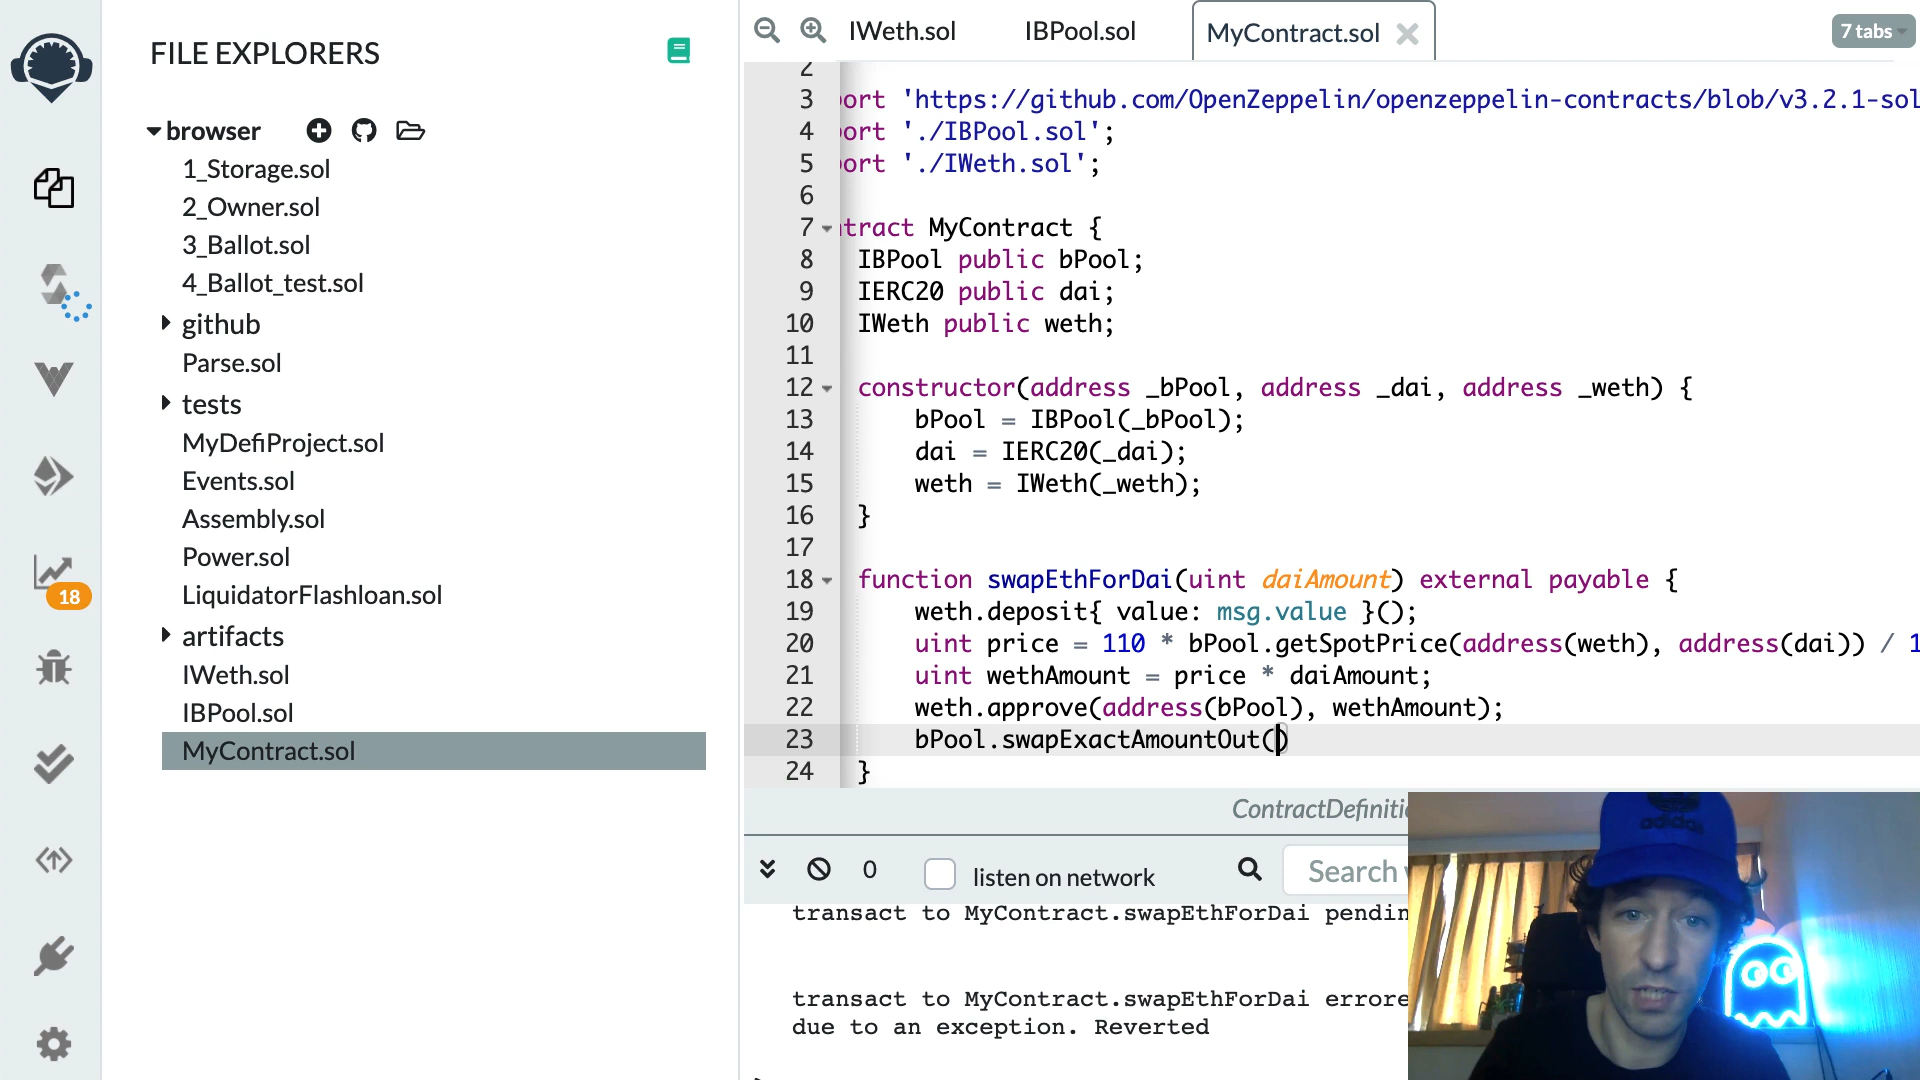 FILE EXPLORERS
browser
1_Storage.sol
2_Owner.sol
3_Ballot.sol
4_Ballot_test.sol
github
Parse.sol
tests
MyDefiProject.sol
Events.sol
Assembly.sol
Power.sol
LiquidatorFlashloan.sol
artifacts
IWeth.sol
IBPool.sol
MyContract.sol
18
IWeth.sol IBPool.sol MyContract.sol 7 tabs
2
3 port 'https://github.com/OpenZeppelin/openzeppelin-contracts/blob/v3.2.1-sol
4 port './IBPool.sol';
5 port './IWeth.sol';
6
7 ntract MyContract {
8 IBPool public bPool;
9 IERC20 public dai;
10 IWeth public weth;
11
12 constructor(address _bPool, address _dai, address _weth) {
13 bPool = IBPool(_bPool);
14 dai = IERC20(_dai);
15 weth = IWeth(_weth);
16 }
17
18 function swapEthForDai(uint daiAmount) external payable {
19 weth.deposit{ value: msg.value }();
20 uint price = 110 * bPool.getSpotPrice(address(weth), address(dai)) / 1
21 uint wethAmount = price * daiAmount;
22 weth.approve(address(bPool), wethAmount);
23 bPool.swapExactAmountOut()
24 }
ContractDefinitio
0 listen on network Search
transact to MyContract.swapEthForDai pendin
transact to MyContract.swapEthForDai errore
due to an exception. Reverted
adidas